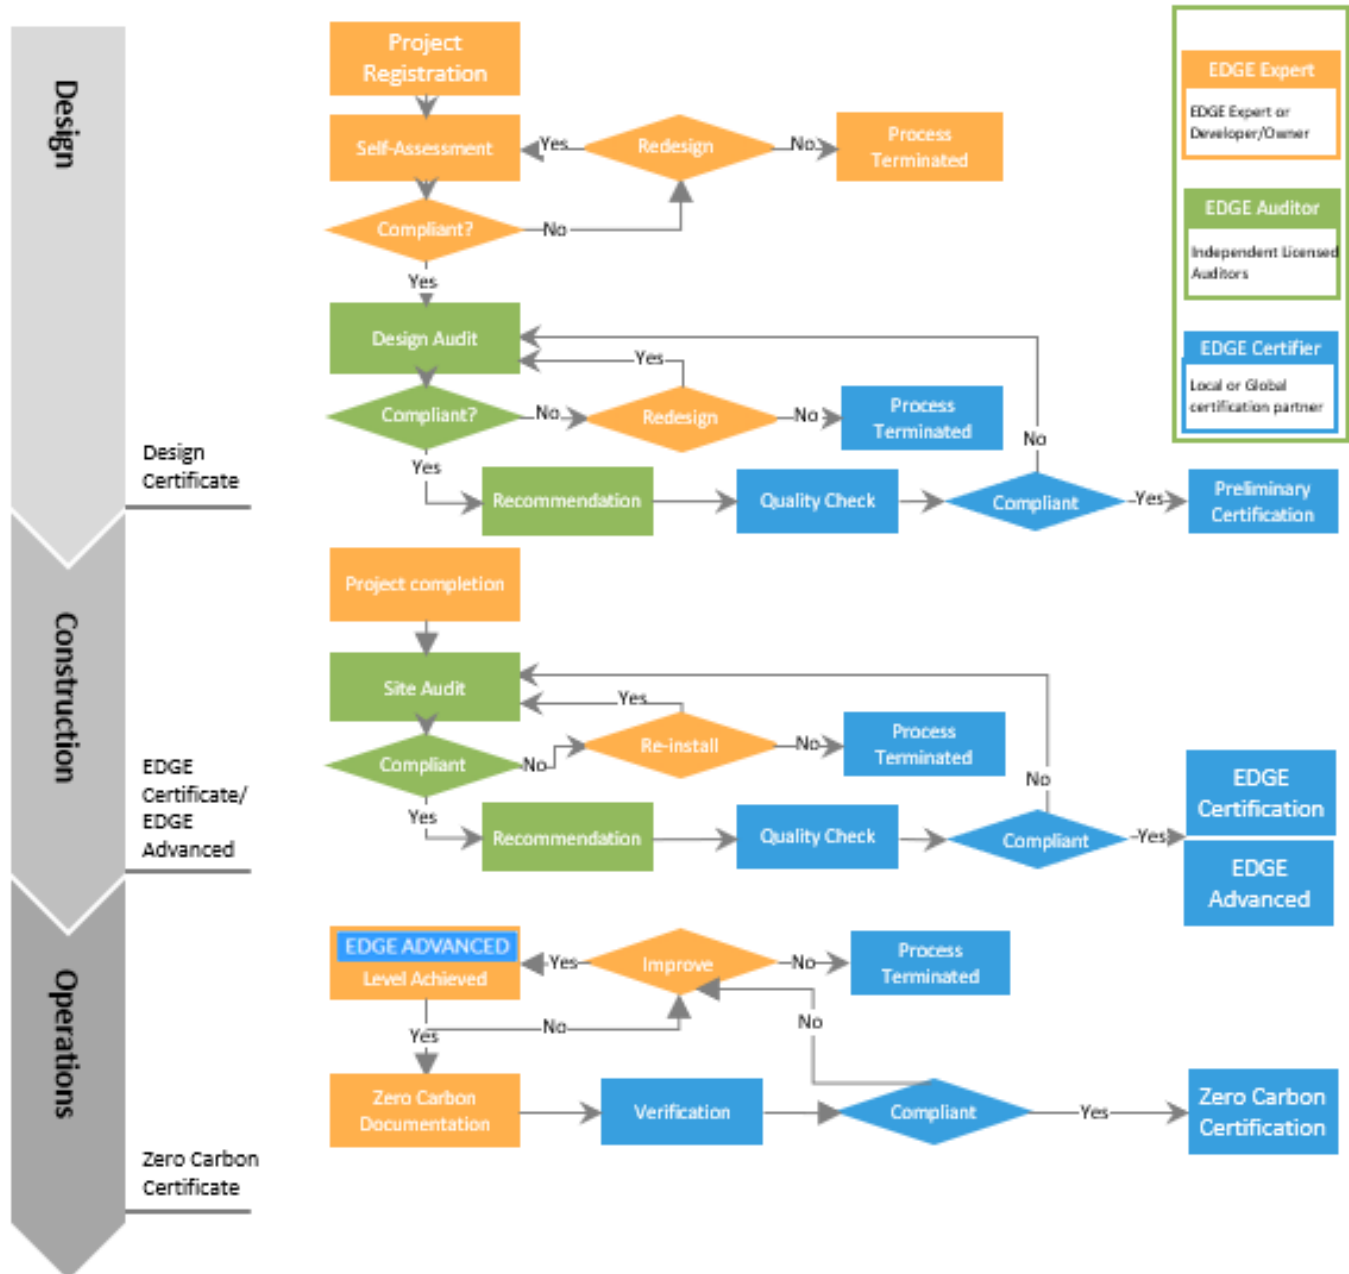 Design
Project
Registration
Self-Assessment
Yes
Redesign
No
Process
Terminated
Compliant?
No
Yes
Design Audit
Yes
Compliant?
No
Redesign
No
Process
Terminated
No
Yes
Recommendation
Quality Check
Compliant
Yes
Preliminary
Certification
Design
Certificate
EDGE Expert
EDGE Expert or
Developer/Owner
EDGE Auditor
Independent Licensed
Auditors
EDGE Certifier
Local or Global
certification partner
Construction
Project completion
Site Audit
Yes
Compliant
No
Re-install
No
Process
Terminated
No
Yes
Recommendation
Quality Check
Compliant
Yes
EDGE
Certification
EDGE
Advanced
EDGE
Certificate/
EDGE
Advanced
Operations
EDGE ADVANCED
Level Achieved
Yes
Improve
No
Process
Terminated
No
Yes
No
Zero Carbon
Documentation
Verification
Compliant
Yes
Zero Carbon
Certification
Zero Carbon
Certificate